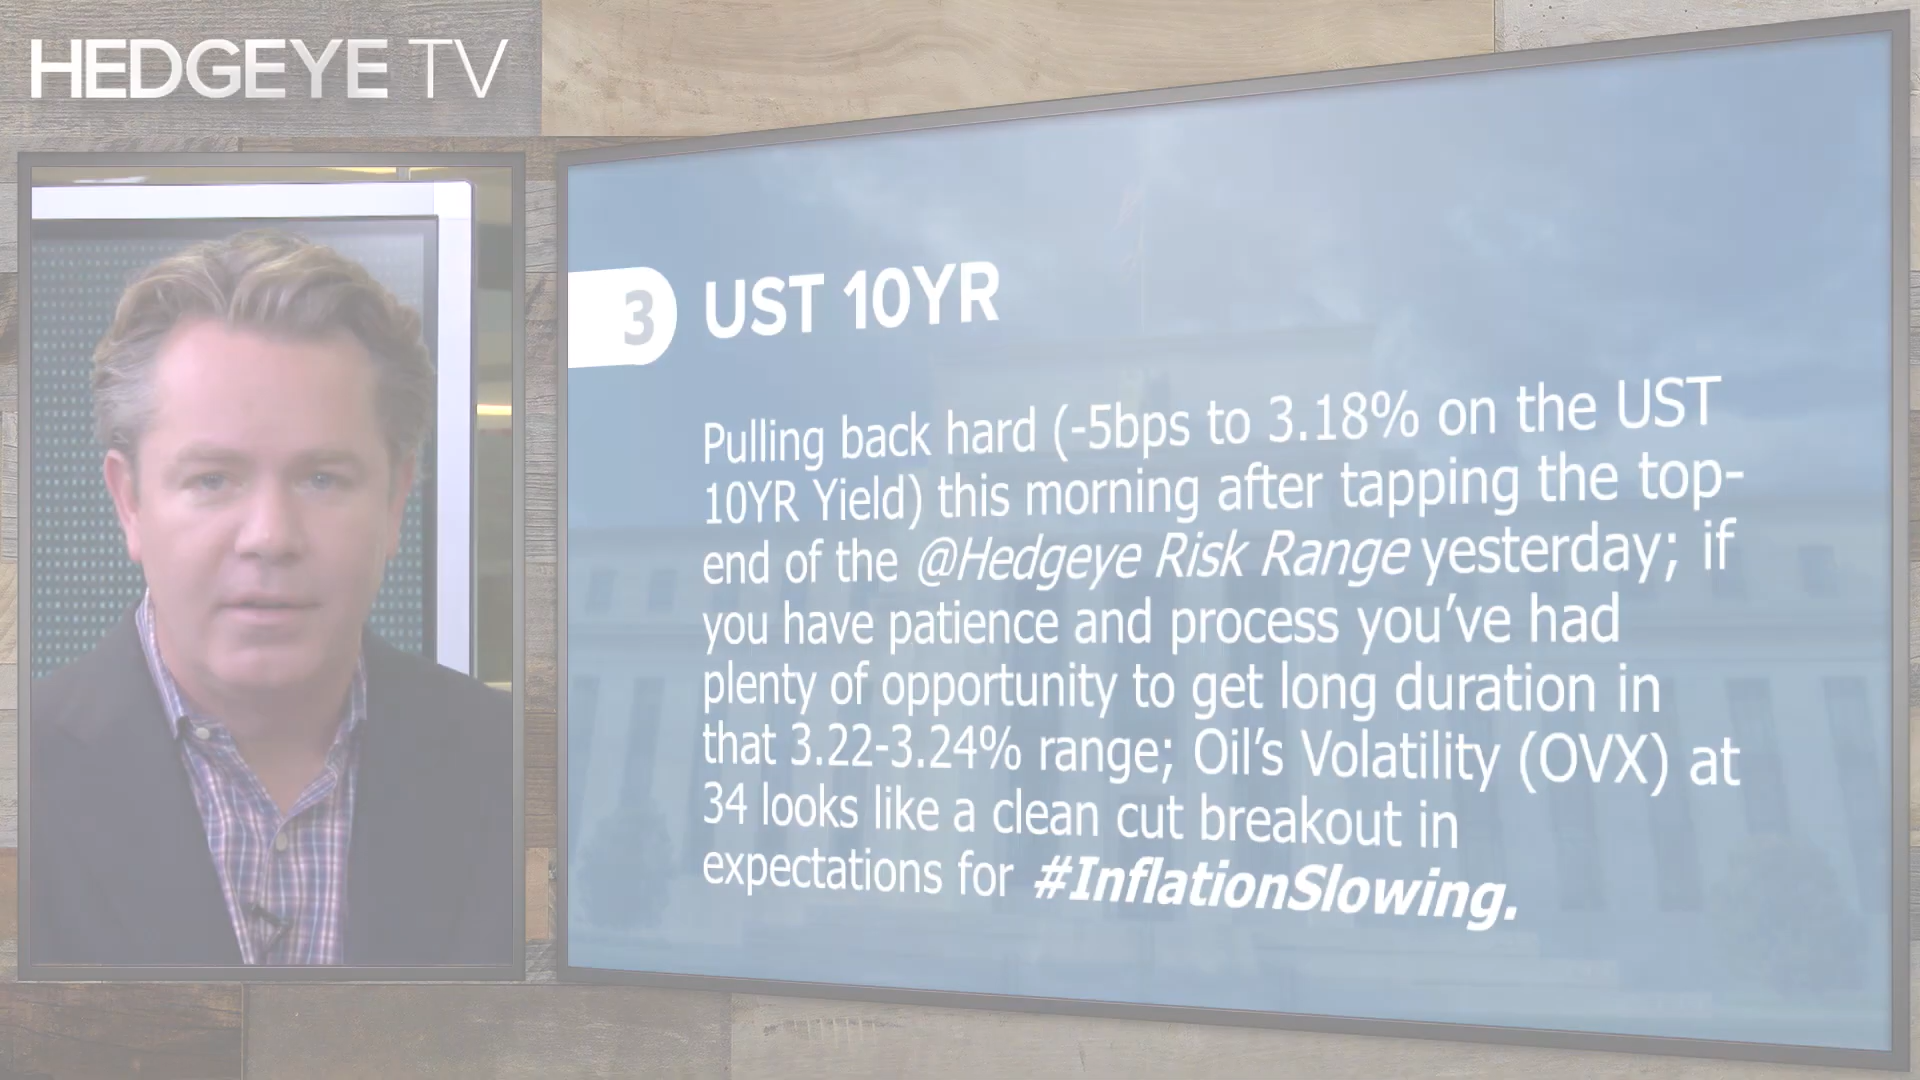 HEDGEYE TV
3 UST 10YR
Pulling back hard (-5bps to 3.18% on the UST
10YR Yield) this morning after tapping the top-
end of the @Hedgeye Risk Range yesterday; if
you have patience and process you’ve had
plenty of opportunity to get long duration in
that 3.22-3.24% range; Oil’s Volatility (OVX) at
34 looks like a clean cut breakout in
expectations for #InflationSlowing.